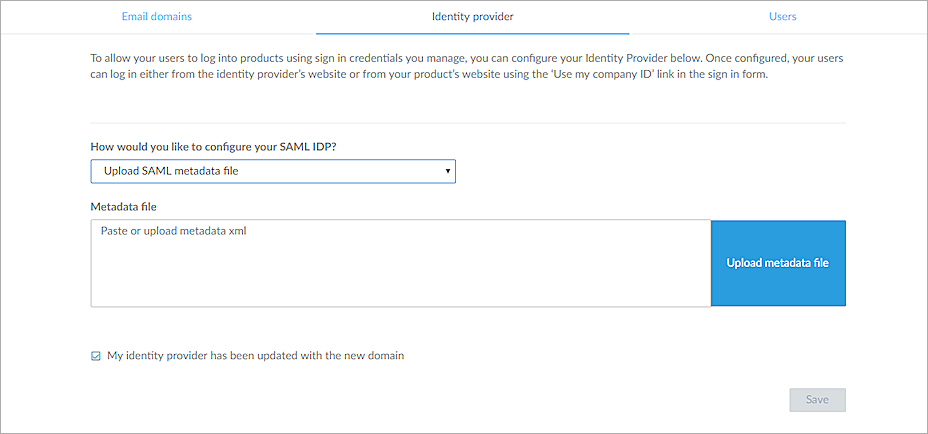 Email domains
Identity provider
Users
To allow your users to log into products using sign in credentials you manage, you can configure your Identity Provider below. Once configured, your users
can log in either from the identity provider's website or from your product's website using the 'Use my company ID' link in the sign in form.
How would you like to configure your SAML IDP?
Upload SAML metadata file
Metadata file
Paste or upload metadata xml
Upload metadata file
My identity provider has been updated with the new domain
Save